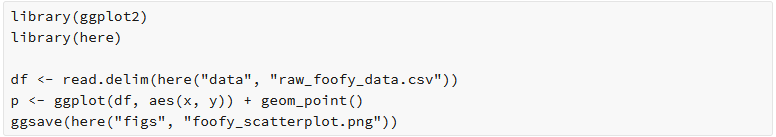 library(ggplot2)
library(here)
df <- read.delim(here("data", "raw_foofy_data.csv"))
p <- ggplot(df, aes(x, y)) + geom_point()
ggsave(here("figs", "foofy_scatterplot.png"))